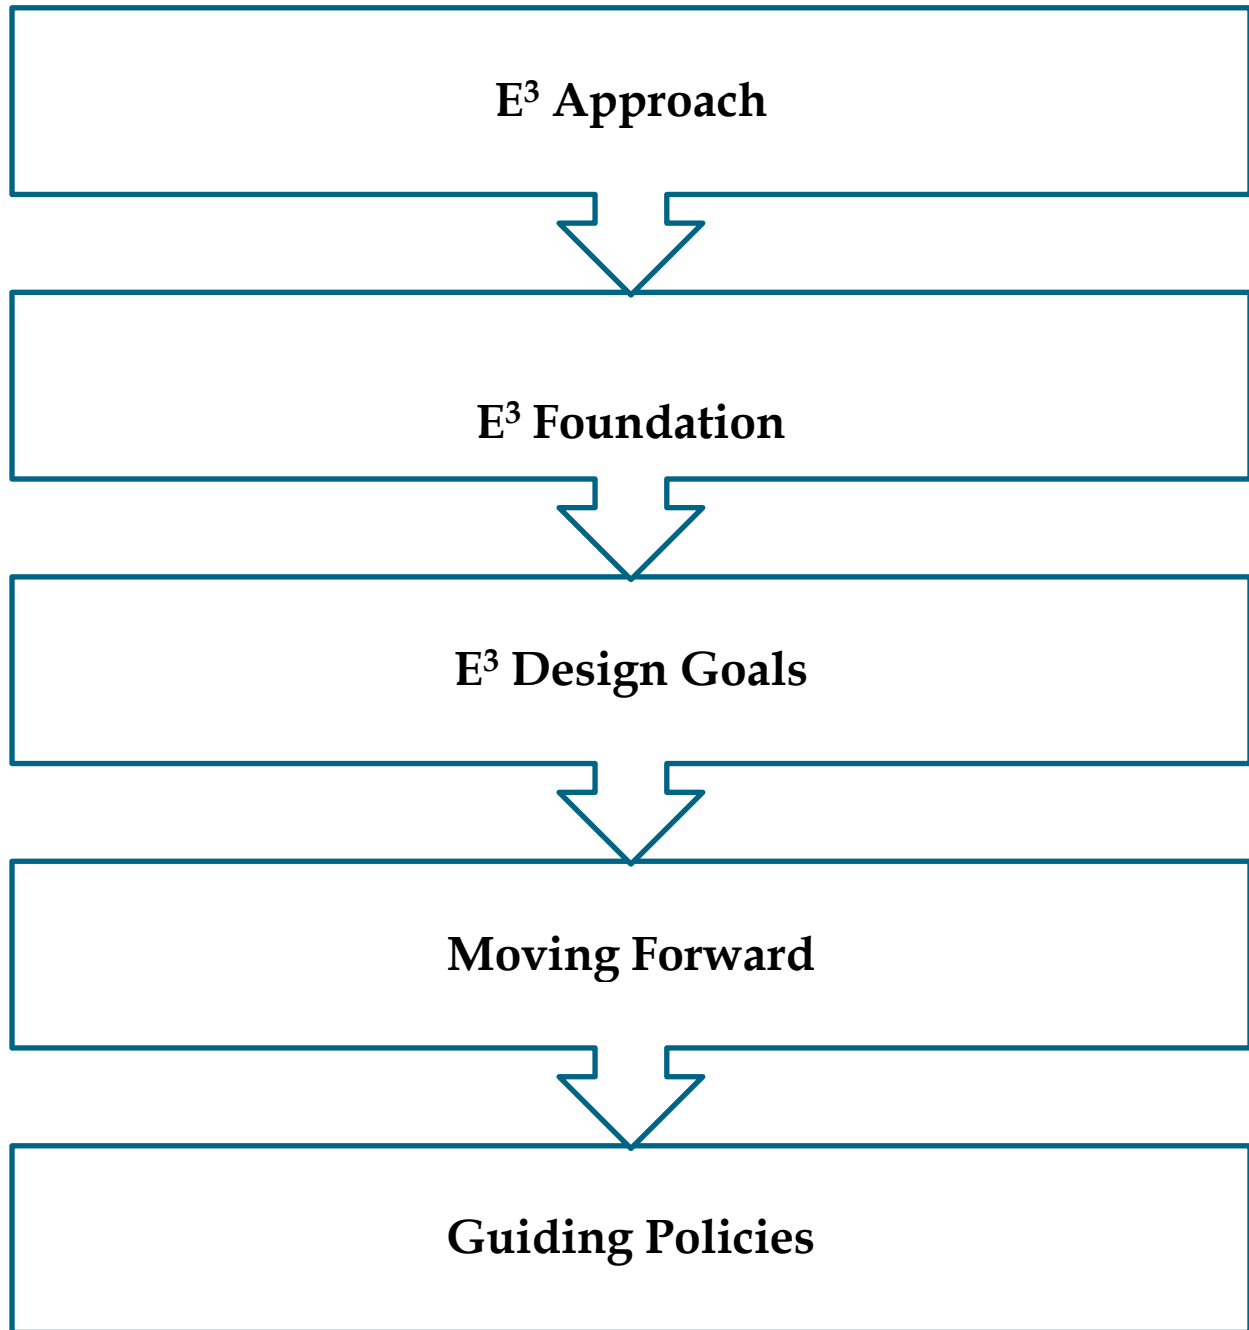 E³ Approach
E³ Foundation
E³ Design Goals
Moving Forward
Guiding Policies